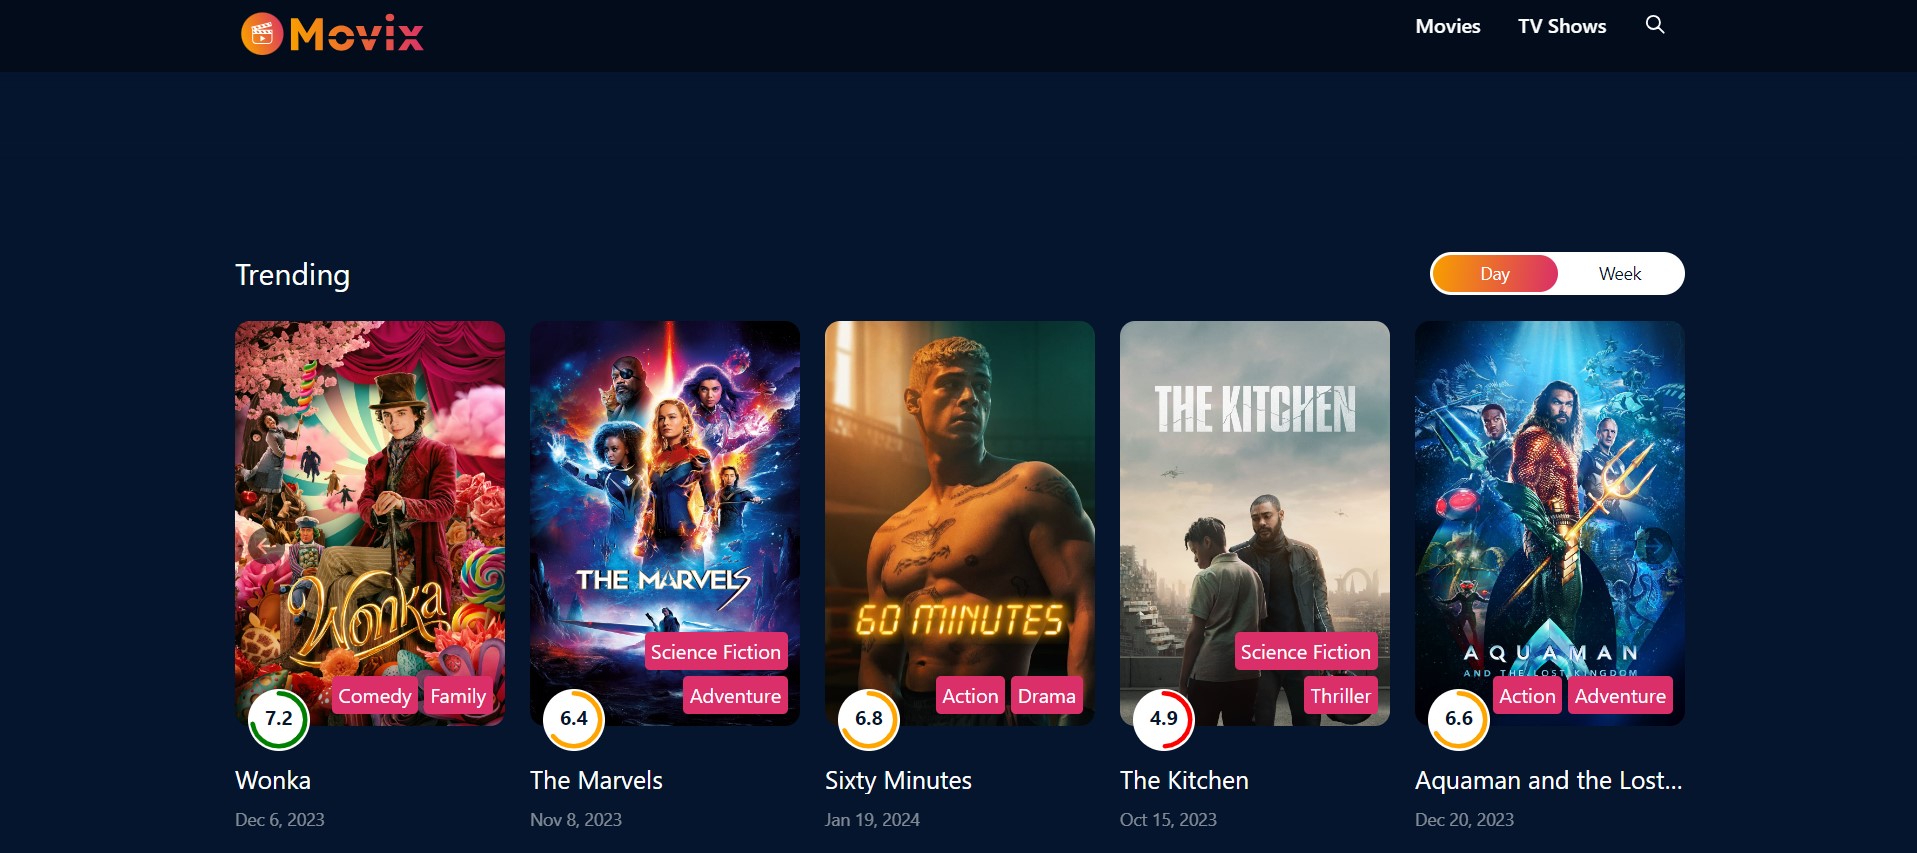 Movix
Movies
TV Shows
Trending
Day
Week
Wonka
Comedy
Family
7.2
Wonka
Dec 6, 2023
THE MARVELS
Science Fiction
Adventure
6.4
The Marvels
Nov 8, 2023
60 MINUTES
Action
Drama
6.8
Sixty Minutes
Jan 19, 2024
THE KITCHEN
Science Fiction
Thriller
4.9
The Kitchen
Oct 15, 2023
AQUAMAN
AND THE LOST KINGDOM
Action
Adventure
6.6
Aquaman and the Lost...
Dec 20, 2023